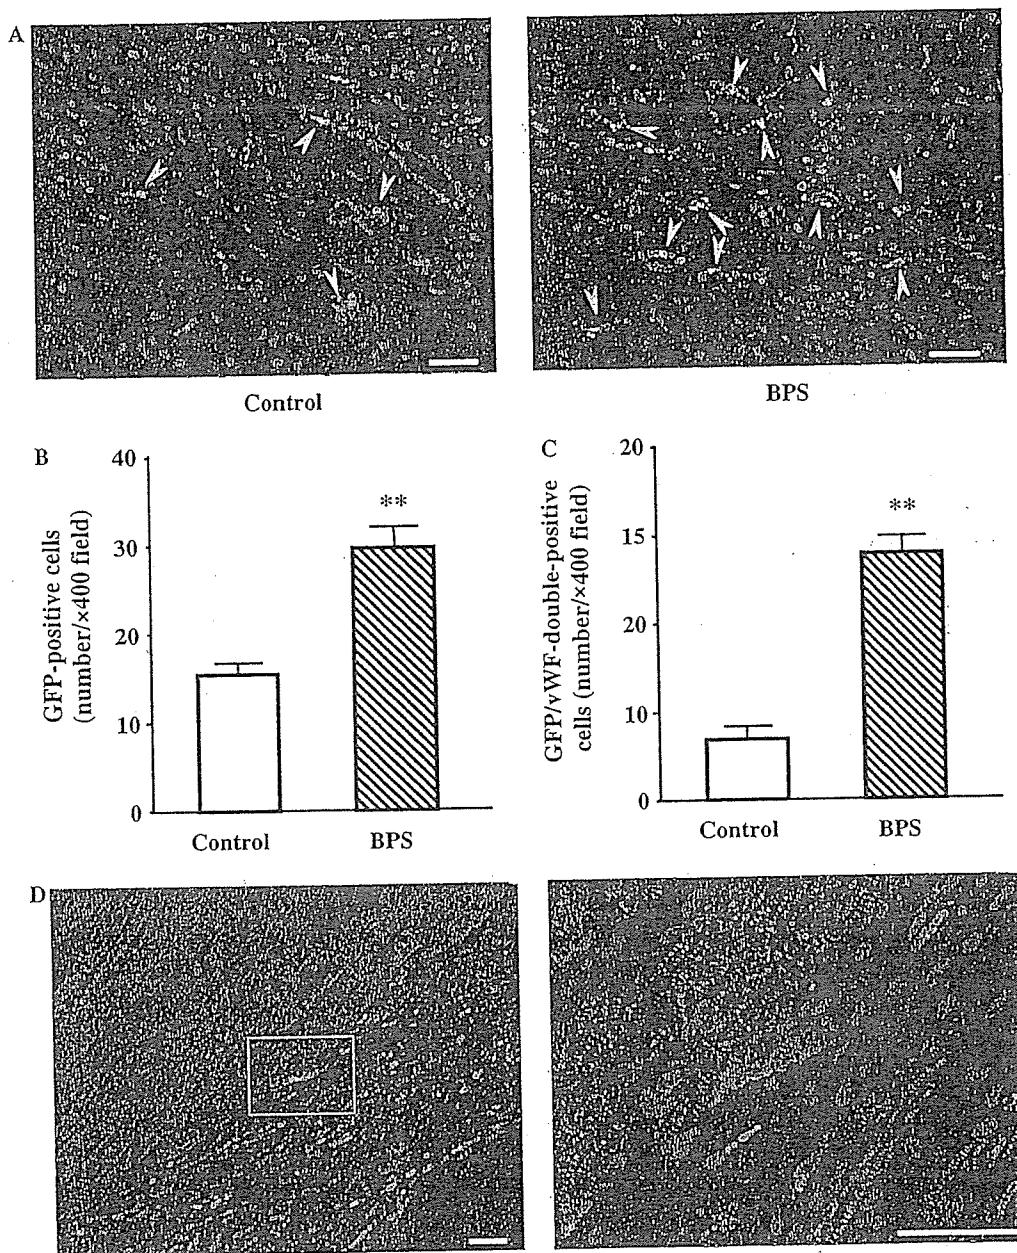 A
Control
BPS
B
GFP-positive cells
(number/×400 field)
40
30
20
10
0
**
Control
BPS
C
GFP/vWF-double-positive
cells (number/×400 field)
20
15
20
10
0
**
Control
BPS
D